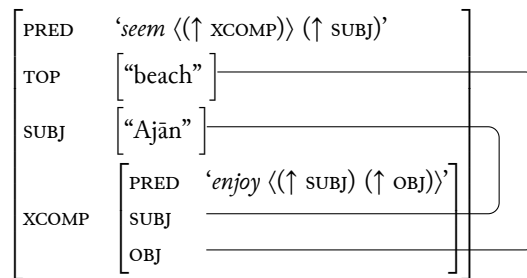 PRED ‘seem ⟨(↑ XCOMP)⟩ (↑ SUBJ)’
TOP [“beach”]
SUBJ [“Ajān”]
PRED ‘enjoy ⟨(↑ SUBJ) (↑ OBJ)⟩’
XCOMP SUBJ
OBJ